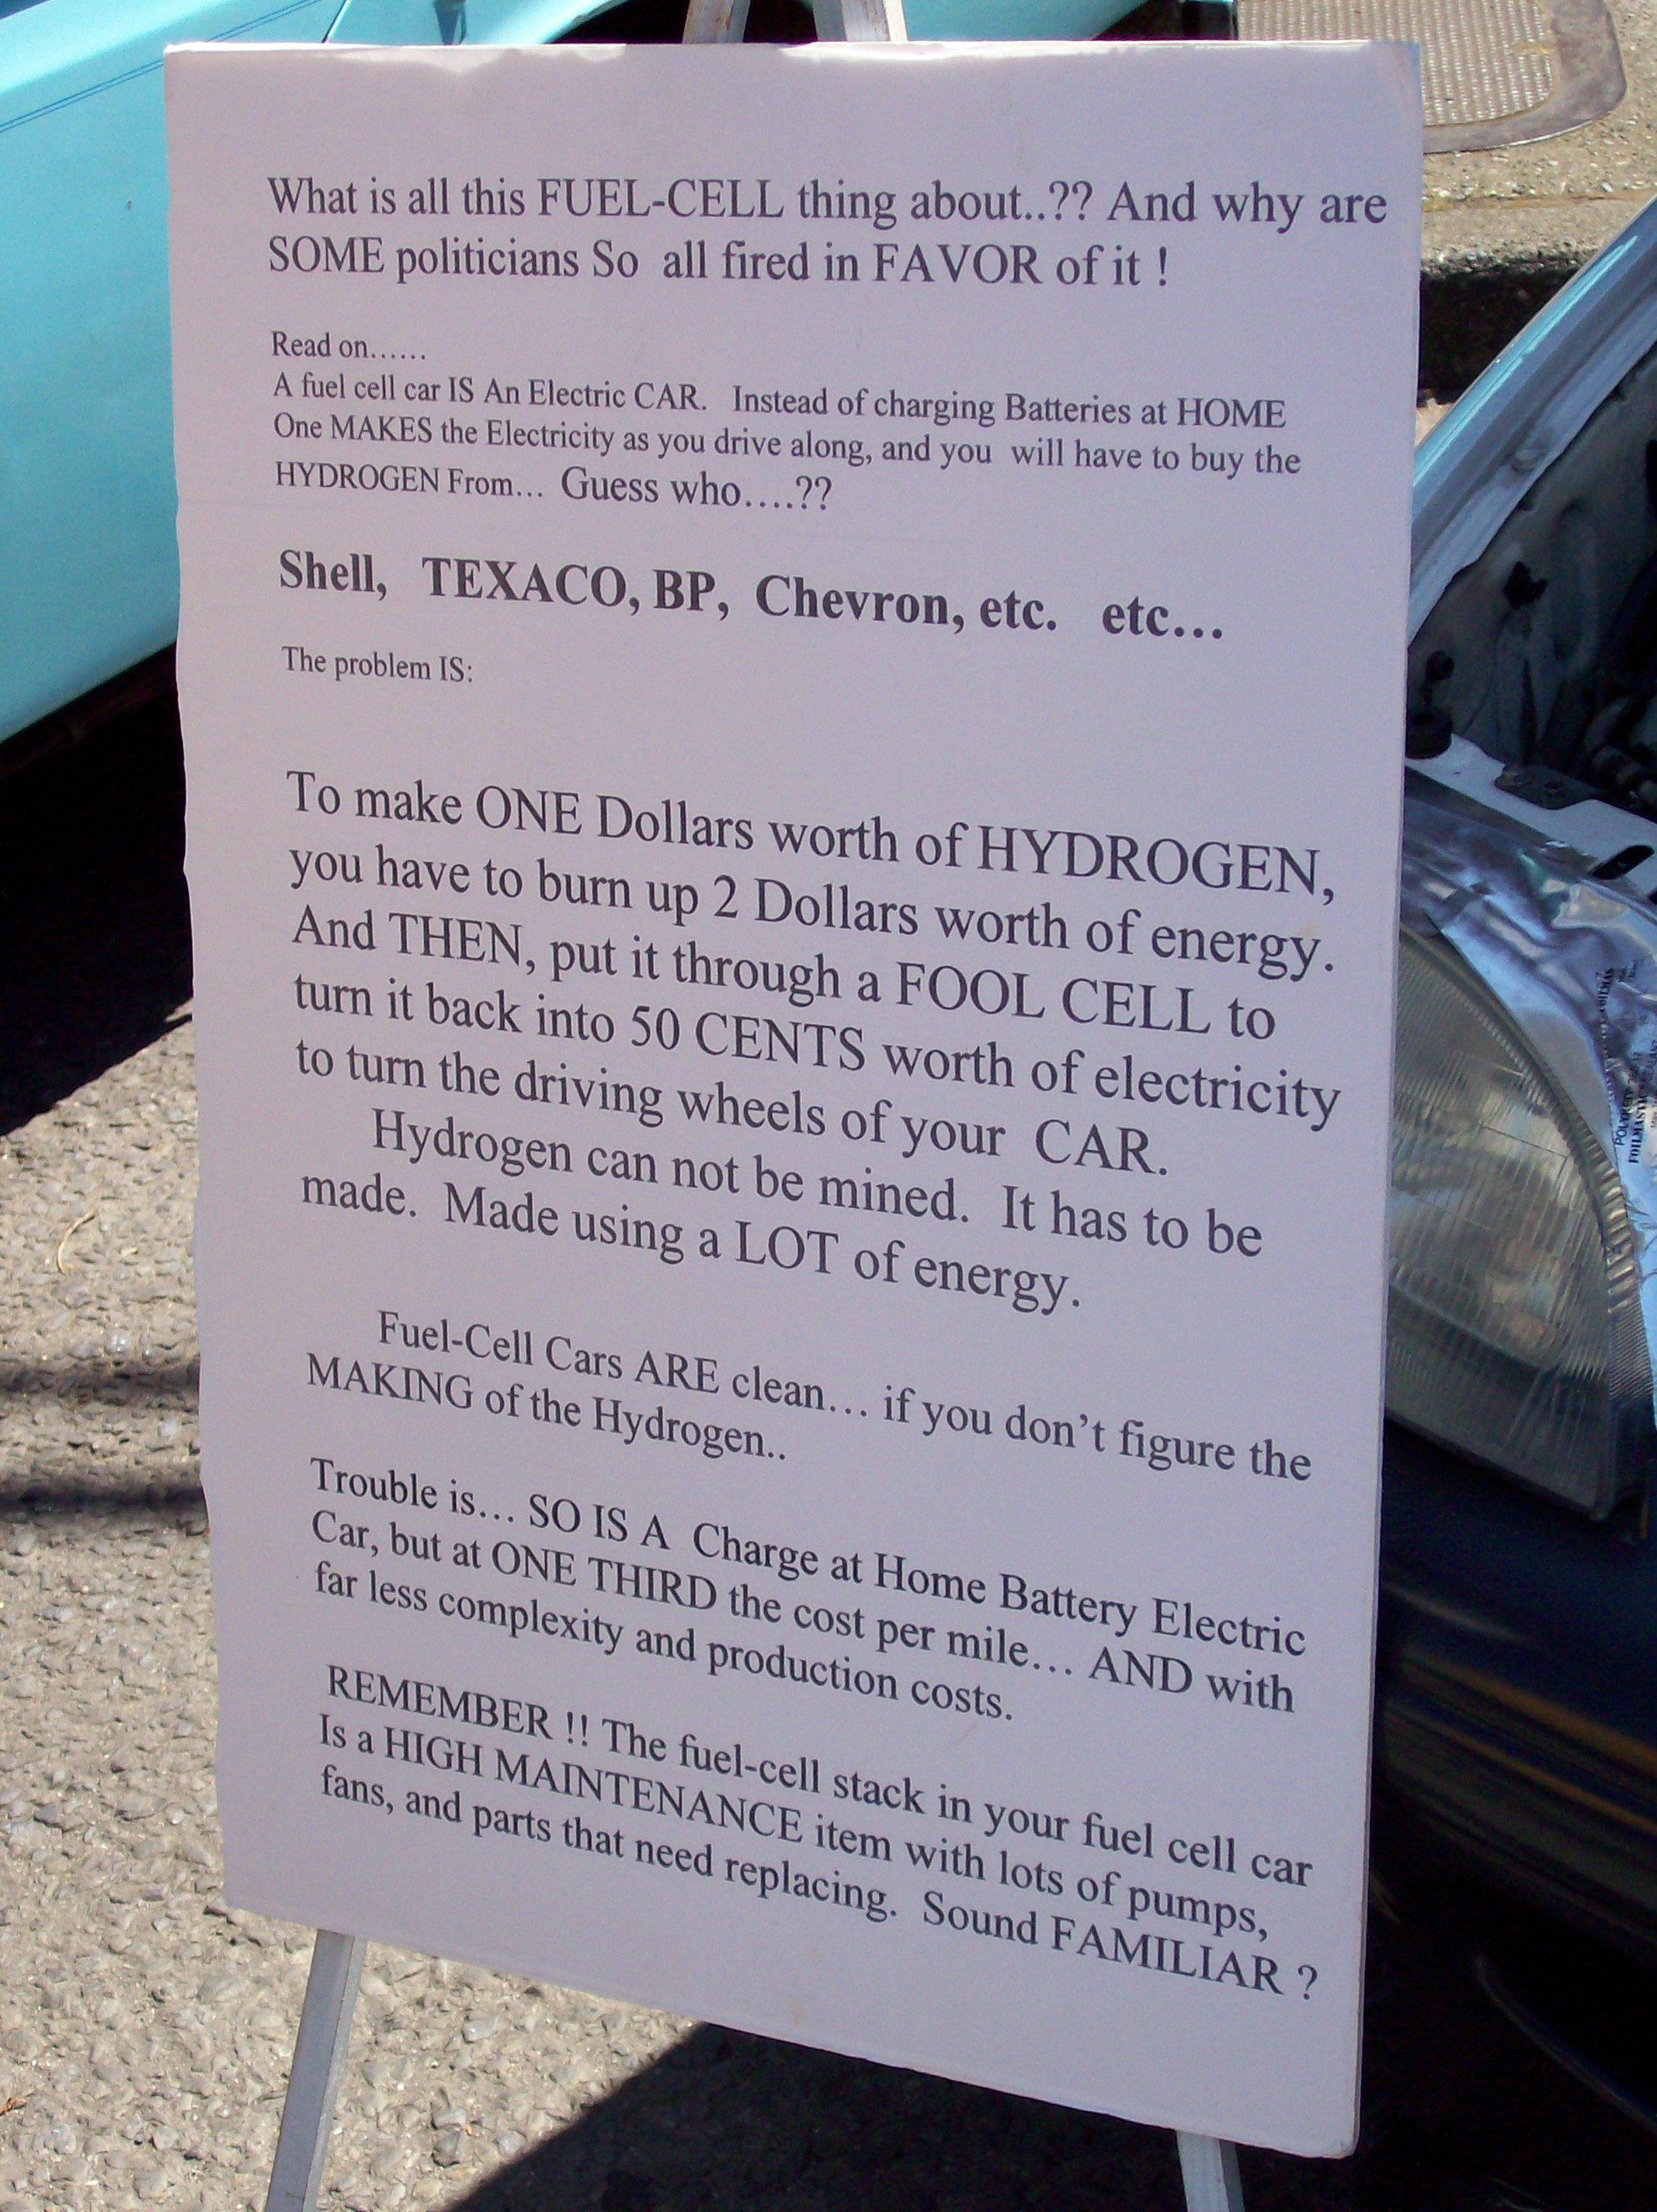 What is all this FUEL-CELL thing about..?? And why are
SOME politicians So all fired in FAVOR of it !
Read on......
A fuel cell car IS An Electric CAR. Instead of charging Batteries at HOME
One MAKES the Electricity as you drive along, and you will have to buy the
HYDROGEN From... Guess who....??
Shell, TEXACO, BP, Chevron, etc. etc...
The problem IS:
To make ONE Dollars worth of HYDROGEN,
you have to burn up 2 Dollars worth of energy.
And THEN, put it through a FOOL CELL to
turn it back into 50 CENTS worth of electricity
to turn the driving wheels of your CAR.
Hydrogen can not be mined. It has to be
made. Made using a LOT of energy.
Fuel-Cell Cars ARE clean... if you don't figure the
MAKING of the Hydrogen..
Trouble is... SO IS A Charge at Home Battery Electric
Car, but at ONE THIRD the cost per mile... AND with
far less complexity and production costs.
REMEMBER !! The fuel-cell stack in your fuel cell car
Is a HIGH MAINTENANCE item with lots of pumps,
fans, and parts that need replacing. Sound FAMILIAR ?